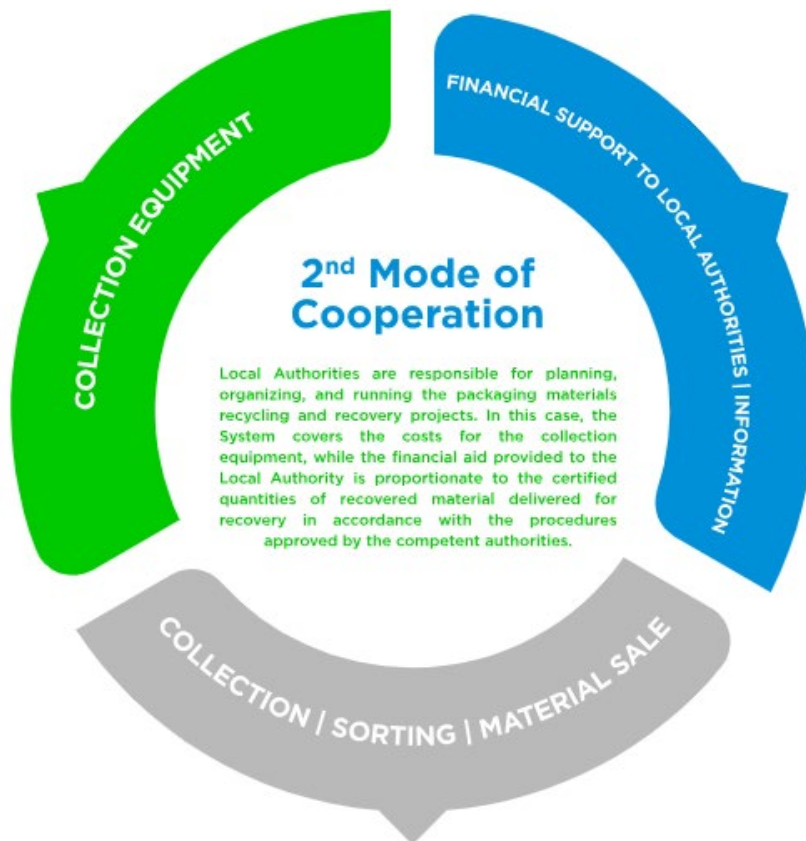 COLLECTION EQUIPMENT
FINANCIAL SUPPORT TO LOCAL AUTHORITIES | INFORMATION
2nd Mode of
Cooperation
Local Authorities are responsible for planning,
organizing, and running the packaging materials
recycling and recovery projects. In this case, the
System covers the costs for the collection
equipment, while the financial aid provided to the
Local Authority is proportionate to the certified
quantities of recovered material delivered for
recovery in accordance with the procedures
approved by the competent authorities.
COLLECTION | SORTING | MATERIAL SALE